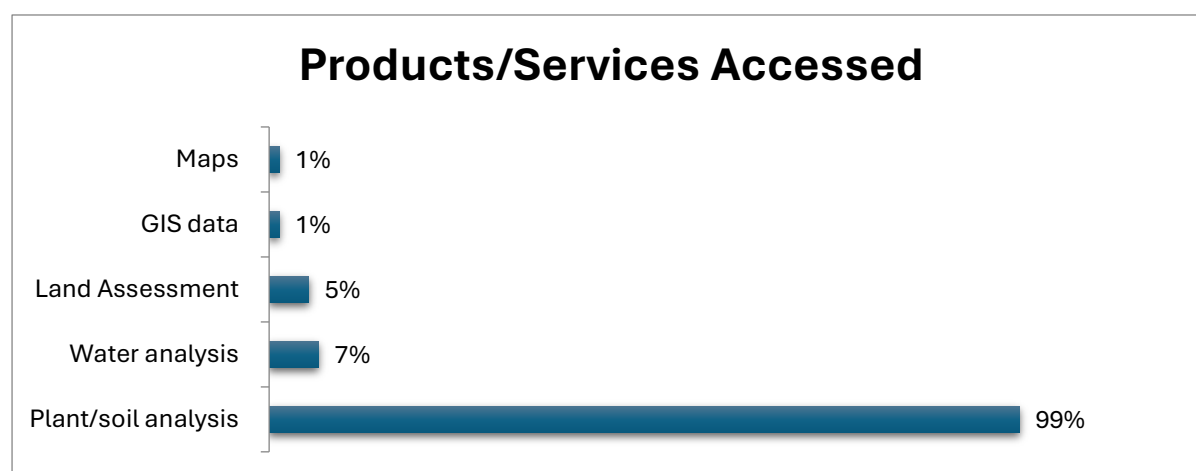 Products/Services Accessed
Maps 1%
GIS data 1%
Land Assessment 5%
Water analysis 7%
Plant/soil analysis 99%